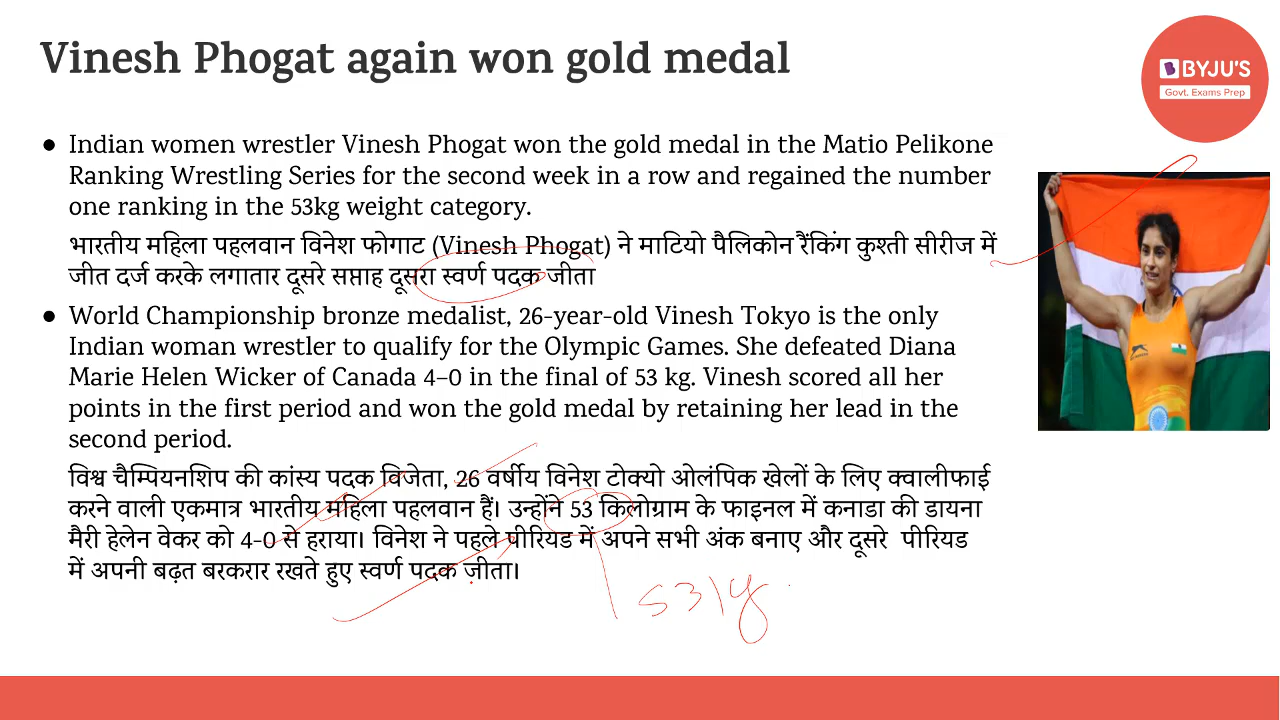 Vinesh Phogat again won gold medal
BYJU'S
Govt. Exams Prep
● Indian women wrestler Vinesh Phogat won the gold medal in the Matio Pelikone
Ranking Wrestling Series for the second week in a row and regained the number
one ranking in the 53kg weight category.
भारतीय महिला पहलवान विनेश फोगाट (Vinesh Phogat) ने माटियो पैलिकोन रैंकिंग कुश्ती सीरीज में
जीत दर्ज करके लगातार दूसरे सप्ताह दूसरा स्वर्ण पदक जीता
● World Championship bronze medalist, 26-year-old Vinesh Tokyo is the only
Indian woman wrestler to qualify for the Olympic Games. She defeated Diana
Marie Helen Wicker of Canada 4–0 in the final of 53 kg. Vinesh scored all her
points in the first period and won the gold medal by retaining her lead in the
second period.
विश्व चैम्पियनशिप की कांस्य पदक विजेता, 26 वर्षीय विनेश टोक्यो ओलंपिक खेलों के लिए क्वालीफाई
करने वाली एकमात्र भारतीय महिला पहलवान हैं। उन्होंने 53 किलोग्राम के फाइनल में कनाडा की डायना
मैरी हेलेन वेकर को 4-0 से हराया। विनेश ने पहले पीरियड में अपने सभी अंक बनाए और दूसरे पीरियड
में अपनी बढ़त बरकरार रखते हुए स्वर्ण पदक जीता।